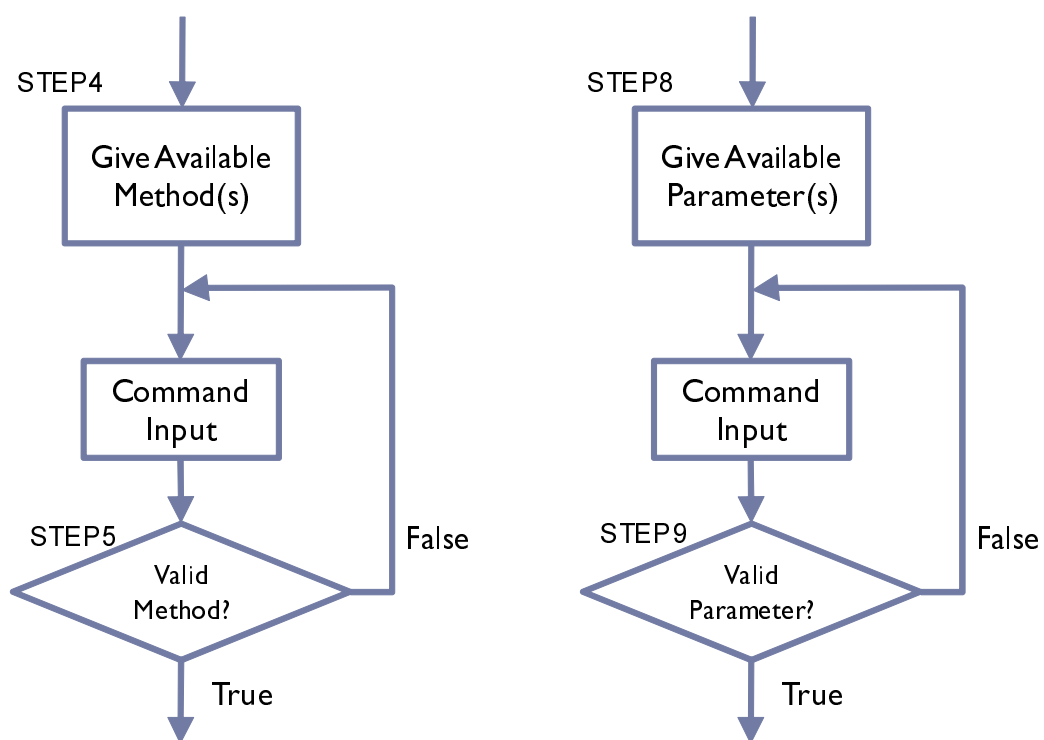 STEP4
Give Available
Method(s)
Command
Input
STEP5
Valid
Method?
False
True
STEP8
Give Available
Parameter(s)
Command
Input
STEP9
Valid
Parameter?
False
True